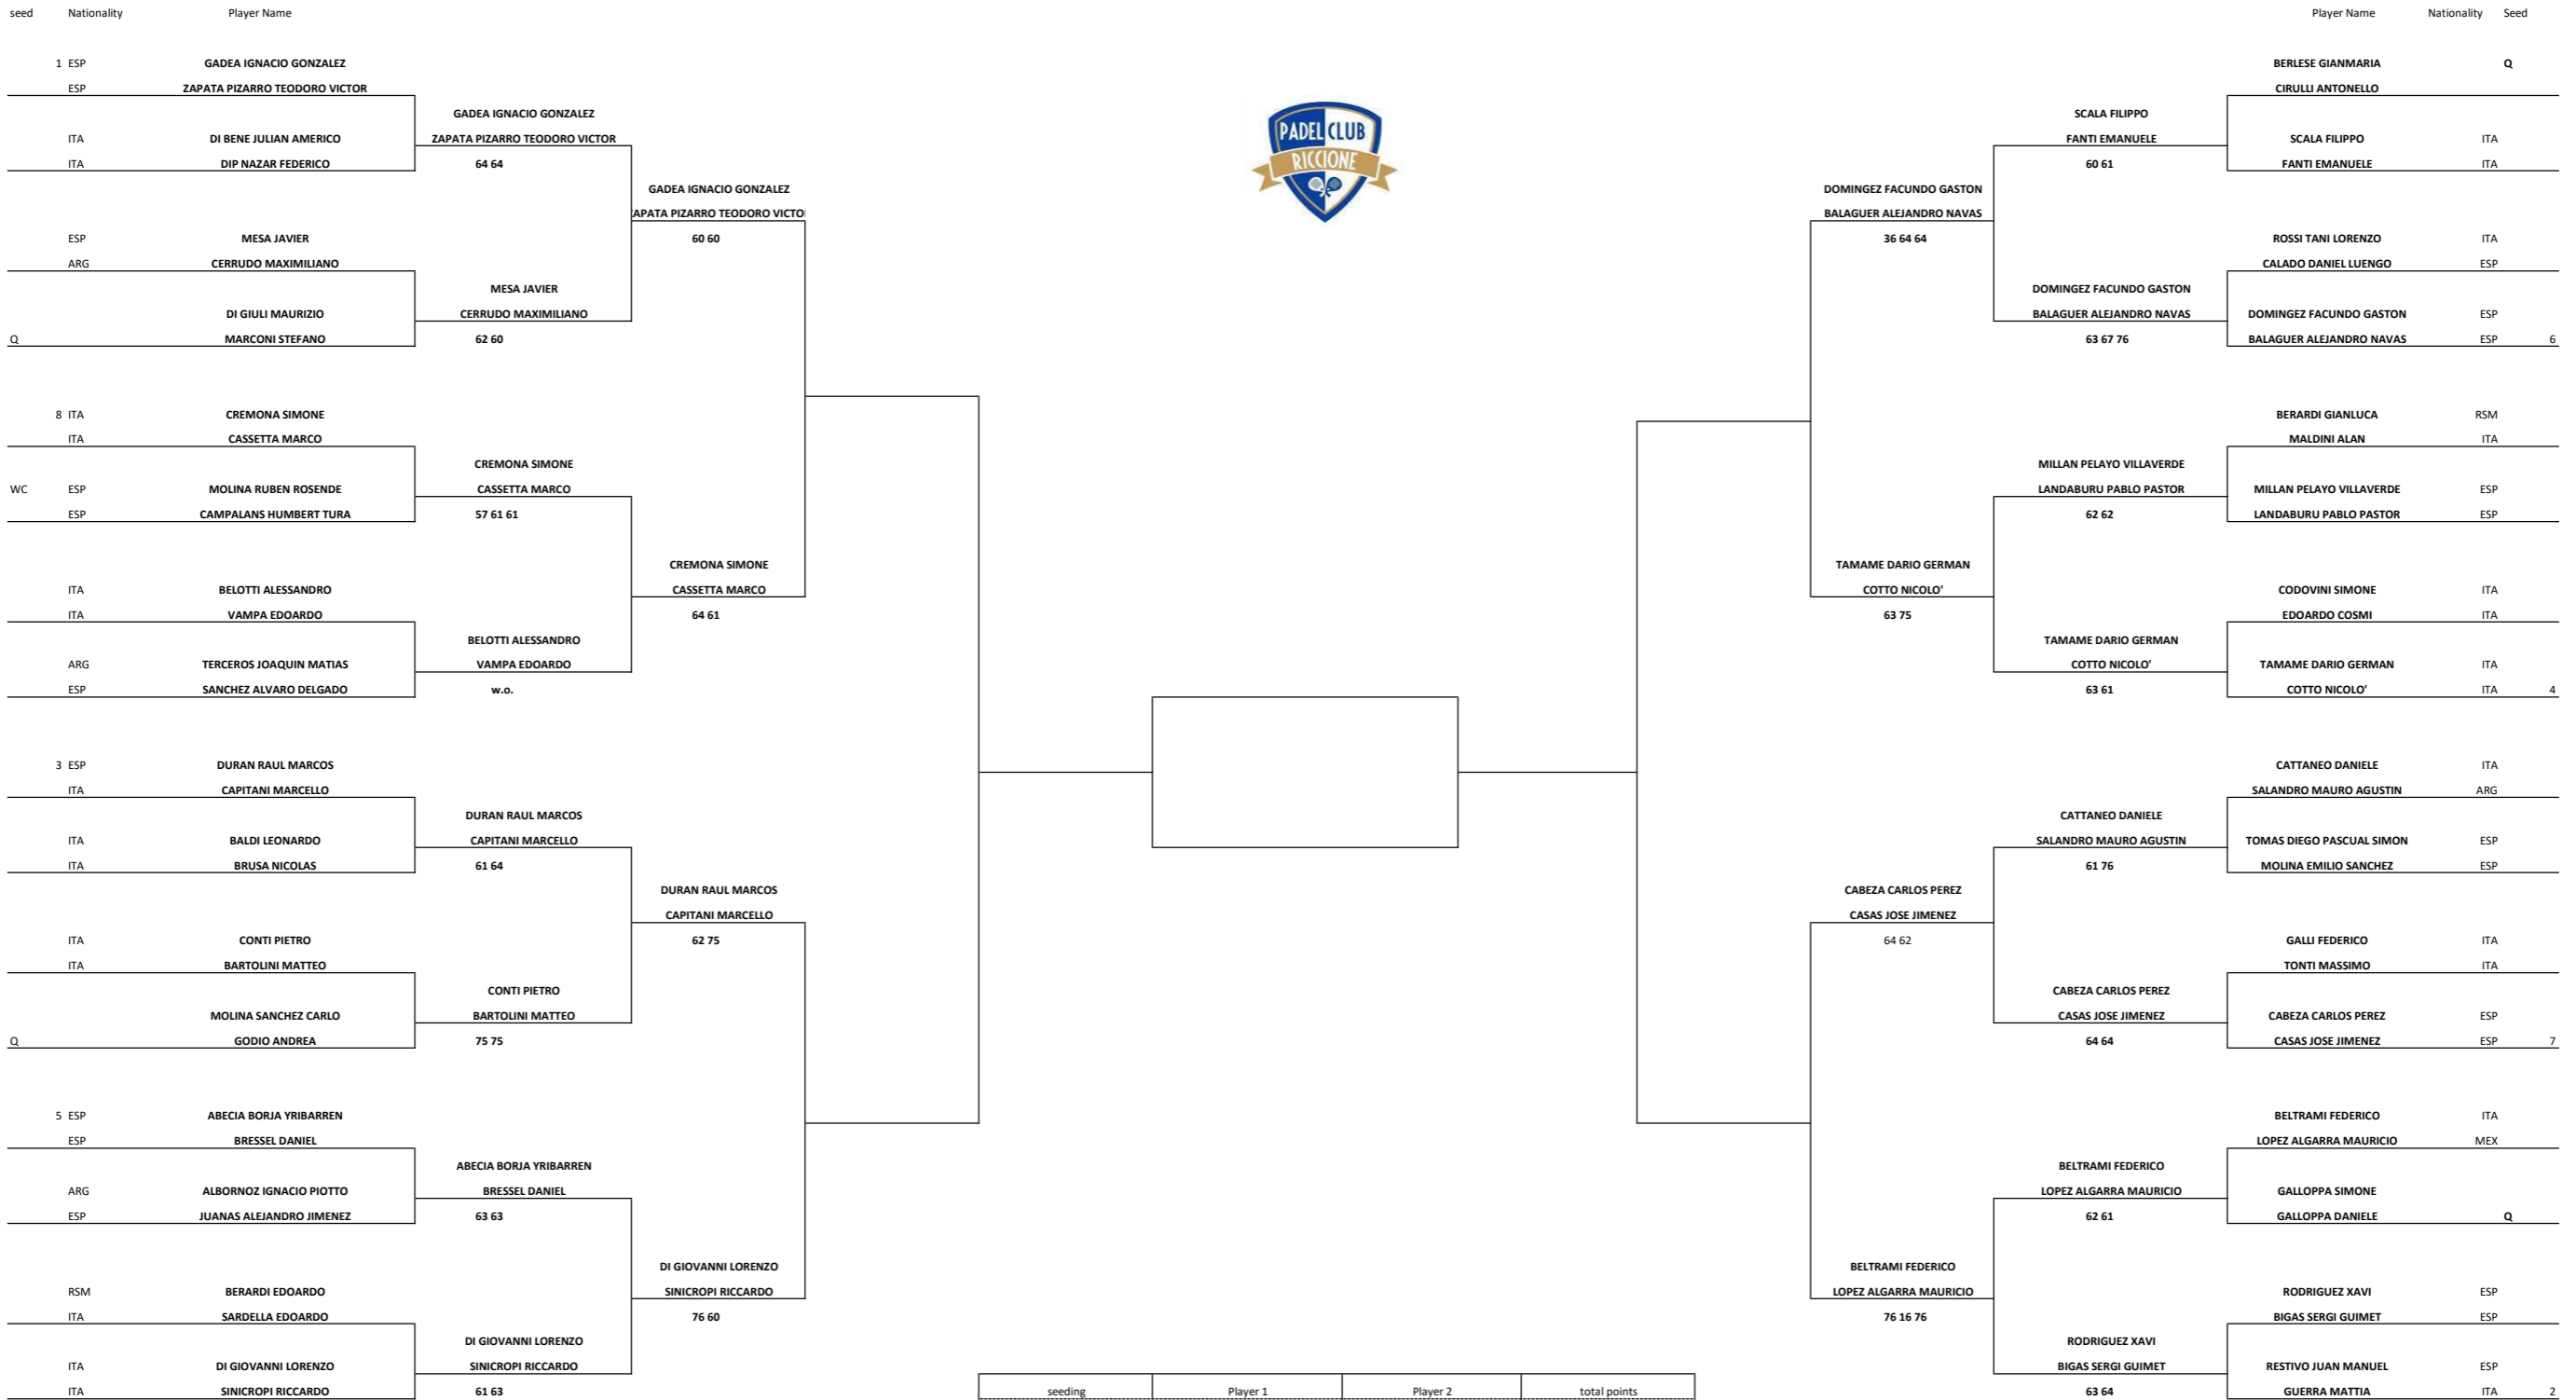 seed Nationality Player Name
1 ESP GADEA IGNACIO GONZALEZ
ESP ZAPATA PIZARRO TEODORO VICTOR
ITA DI BENE JULIAN AMERICO
ITA DIP NAZAR FEDERICO
ESP MESA JAVIER
ARG CERRUDO MAXIMILIANO
DI GIULI MAURIZIO
Q MARCONI STEFANO
8 ITA CREMONA SIMONE
ITA CASSETTA MARCO
WC ESP MOLINA RUBEN ROSENDE
ESP CAMPALANS HUMBERT TURA
ITA BELOTTI ALESSANDRO
ITA VAMPA EDOARDO
ARG TERCEROS JOAQUIN MATIAS
ESP SANCHEZ ALVARO DELGADO
3 ESP DURAN RAUL MARCOS
ITA CAPITANI MARCELLO
ITA BALDI LEONARDO
ITA BRUSA NICOLAS
ITA CONTI PIETRO
ITA BARTOLINI MATTEO
MOLINA SANCHEZ CARLO
Q GODIO ANDREA
5 ESP ABECIA BORJA YRIBARREN
ESP BRESSEL DANIEL
ARG ALBORNOZ IGNACIO PIOTTO
ESP JUANAS ALEJANDRO JIMENEZ
RSM BERARDI EDOARDO
ITA SARDELLA EDOARDO
ITA DI GIOVANNI LORENZO
ITA SINICROPI RICCARDO
GADEA IGNACIO GONZALEZ
ZAPATA PIZARRO TEODORO VICTOR
64 64
MESA JAVIER
CERRUDO MAXIMILIANO
62 60
CREMONA SIMONE
CASSETTA MARCO
57 61 61
BELOTTI ALESSANDRO
VAMPA EDOARDO
w.o.
DURAN RAUL MARCOS
CAPITANI MARCELLO
61 64
CONTI PIETRO
BARTOLINI MATTEO
75 75
ABECIA BORJA YRIBARREN
BRESSEL DANIEL
63 63
DI GIOVANNI LORENZO
SINICROPI RICCARDO
61 63
GADEA IGNACIO GONZALEZ
ZAPATA PIZARRO TEODORO VICTO
60 60
CREMONA SIMONE
CASSETTA MARCO
64 61
DURAN RAUL MARCOS
CAPITANI MARCELLO
62 75
DI GIOVANNI LORENZO
SINICROPI RICCARDO
76 60
PADEL CLUB
RICCIONE
seeding Player 1 Player 2 total points
DOMINGEZ FACUNDO GASTON
BALAGUER ALEJANDRO NAVAS
36 64 64
TAMAME DARIO GERMAN
COTTO NICOLO'
63 75
CABEZA CARLOS PEREZ
CASAS JOSE JIMENEZ
64 62
BELTRAMI FEDERICO
LOPEZ ALGARRA MAURICIO
76 16 76
SCALA FILIPPO
FANTI EMANUELE
60 61
DOMINGEZ FACUNDO GASTON
BALAGUER ALEJANDRO NAVAS
63 67 76
MILLAN PELAYO VILLAVERDE
LANDABURU PABLO PASTOR
62 62
TAMAME DARIO GERMAN
COTTO NICOLO'
63 61
CATTANEO DANIELE
SALANDRO MAURO AGUSTIN
61 76
CABEZA CARLOS PEREZ
CASAS JOSE JIMENEZ
64 64
BELTRAMI FEDERICO
LOPEZ ALGARRA MAURICIO
62 61
RODRIGUEZ XAVI
BIGAS SERGI GUIMET
63 64
Player Name Nationality Seed
BERLESE GIANMARIA Q
CIRULLI ANTONELLO
SCALA FILIPPO ITA
FANTI EMANUELE ITA
ROSSI TANI LORENZO ITA
CALADO DANIEL LUENGO ESP
DOMINGEZ FACUNDO GASTON ESP
BALAGUER ALEJANDRO NAVAS ESP 6
BERARDI GIANLUCA RSM
MALDINI ALAN ITA
MILLAN PELAYO VILLAVERDE ESP
LANDABURU PABLO PASTOR ESP
CODOVINI SIMONE ITA
EDOARDO COSMI ITA
TAMAME DARIO GERMAN ITA
COTTO NICOLO' ITA 4
CATTANEO DANIELE ITA
SALANDRO MAURO AGUSTIN ARG
TOMAS DIEGO PASCUAL SIMON ESP
MOLINA EMILIO SANCHEZ ESP
GALLI FEDERICO ITA
TONTI MASSIMO ITA
CABEZA CARLOS PEREZ ESP
CASAS JOSE JIMENEZ ESP 7
BELTRAMI FEDERICO ITA
LOPEZ ALGARRA MAURICIO MEX
GALLOPPA SIMONE
GALLOPPA DANIELE Q
RODRIGUEZ XAVI ESP
BIGAS SERGI GUIMET ESP
RESTIVO JUAN MANUEL ESP
GUERRA MATTIA ITA 2